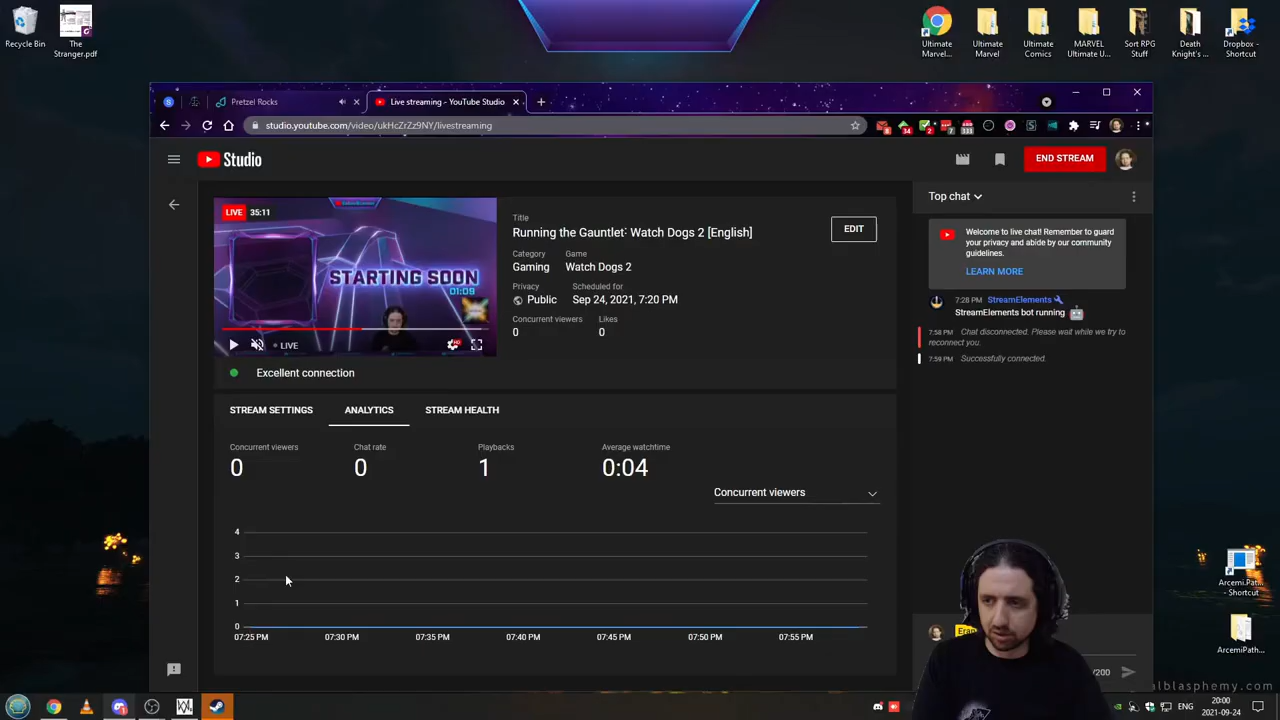 Recycle Bin
The
Stranger.pdf
Ultimate
Marvel...
Ultimate
Marvel
Ultimate
Comics
MARVEL
Ultimate U...
Sort RPG
Stuff
Death
Knight's ...
Dropbox -
Shortcut
Pretzel Rocks
Live streaming - YouTube Studio
studio.youtube.com/video/ukHcZrZz9NY/livestreaming
Studio
END STREAM
LIVE 35:11
STARTING SOON
01:09
LIVE
Title
Running the Gauntlet: Watch Dogs 2 [English]
EDIT
Category
Game
Gaming
Watch Dogs 2
Privacy
Scheduled for
Public
Sep 24, 2021, 7:20 PM
Concurrent viewers
Likes
0
0
Excellent connection
Top chat
Welcome to live chat! Remember to guard
your privacy and abide by our community
guidelines.
LEARN MORE
7:28 PM StreamElements
StreamElements bot running
7:58 PM Chat disconnected. Please wait while we try to
reconnect you.
7:59 PM Successfully connected.
STREAM SETTINGS
ANALYTICS
STREAM HEALTH
Concurrent viewers
Chat rate
Playbacks
Average watchtime
0
0
1
0:04
Concurrent viewers
4
3
2
1
0
07:25 PM
07:30 PM
07:35 PM
07:40 PM
07:45 PM
07:50 PM
07:55 PM
Eran
/200
Arcemi.Pat...
- Shortcut
ArcemiPath...
alblasphemy.com
ENG
20:00
2021-09-24